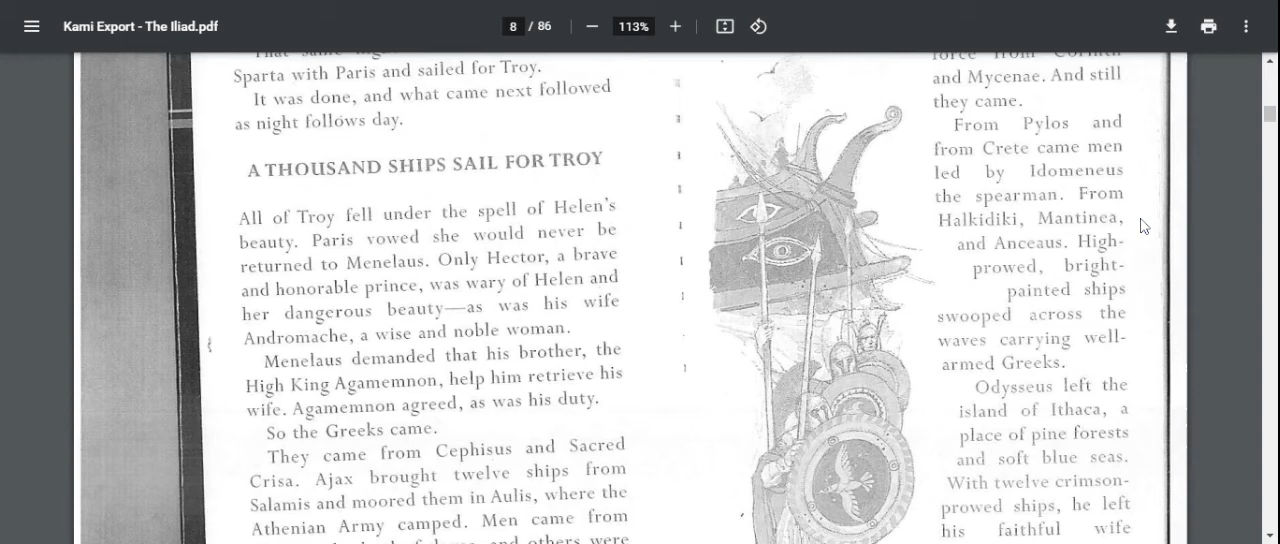 Kami Export - The Iliad.pdf
8 / 86
113%
Sparta with Paris and sailed for Troy.
It was done, and what came next followed
as night follows day.
A THOUSAND SHIPS SAIL FOR TROY
All of Troy fell under the spell of Helen's
beauty. Paris vowed she would never be
returned to Menelaus. Only Hector, a brave
and honorable prince, was wary of Helen and
her dangerous beauty—as was his wife
Andromache, a wise and noble woman.
Menelaus demanded that his brother, the
High King Agamemnon, help him retrieve his
wife. Agamemnon agreed, as was his duty.
So the Greeks came.
They came from Cephisus and Sacred
Crisa. Ajax brought twelve ships from
Salamis and moored them in Aulis, where the
Athenian Army camped. Men came from
and others were
force from Corinth
and Mycenae. And still
they came.
From Pylos and
from Crete came men
led by Idomeneus
the spearman. From
Halkidiki, Mantinea,
and Anceaus. High-
prowed, bright-
painted ships
swooped across the
waves carrying well-
armed Greeks.
Odysseus left the
island of Ithaca, a
place of pine forests
and soft blue seas.
With twelve crimson-
prowed ships, he left
his faithful wife